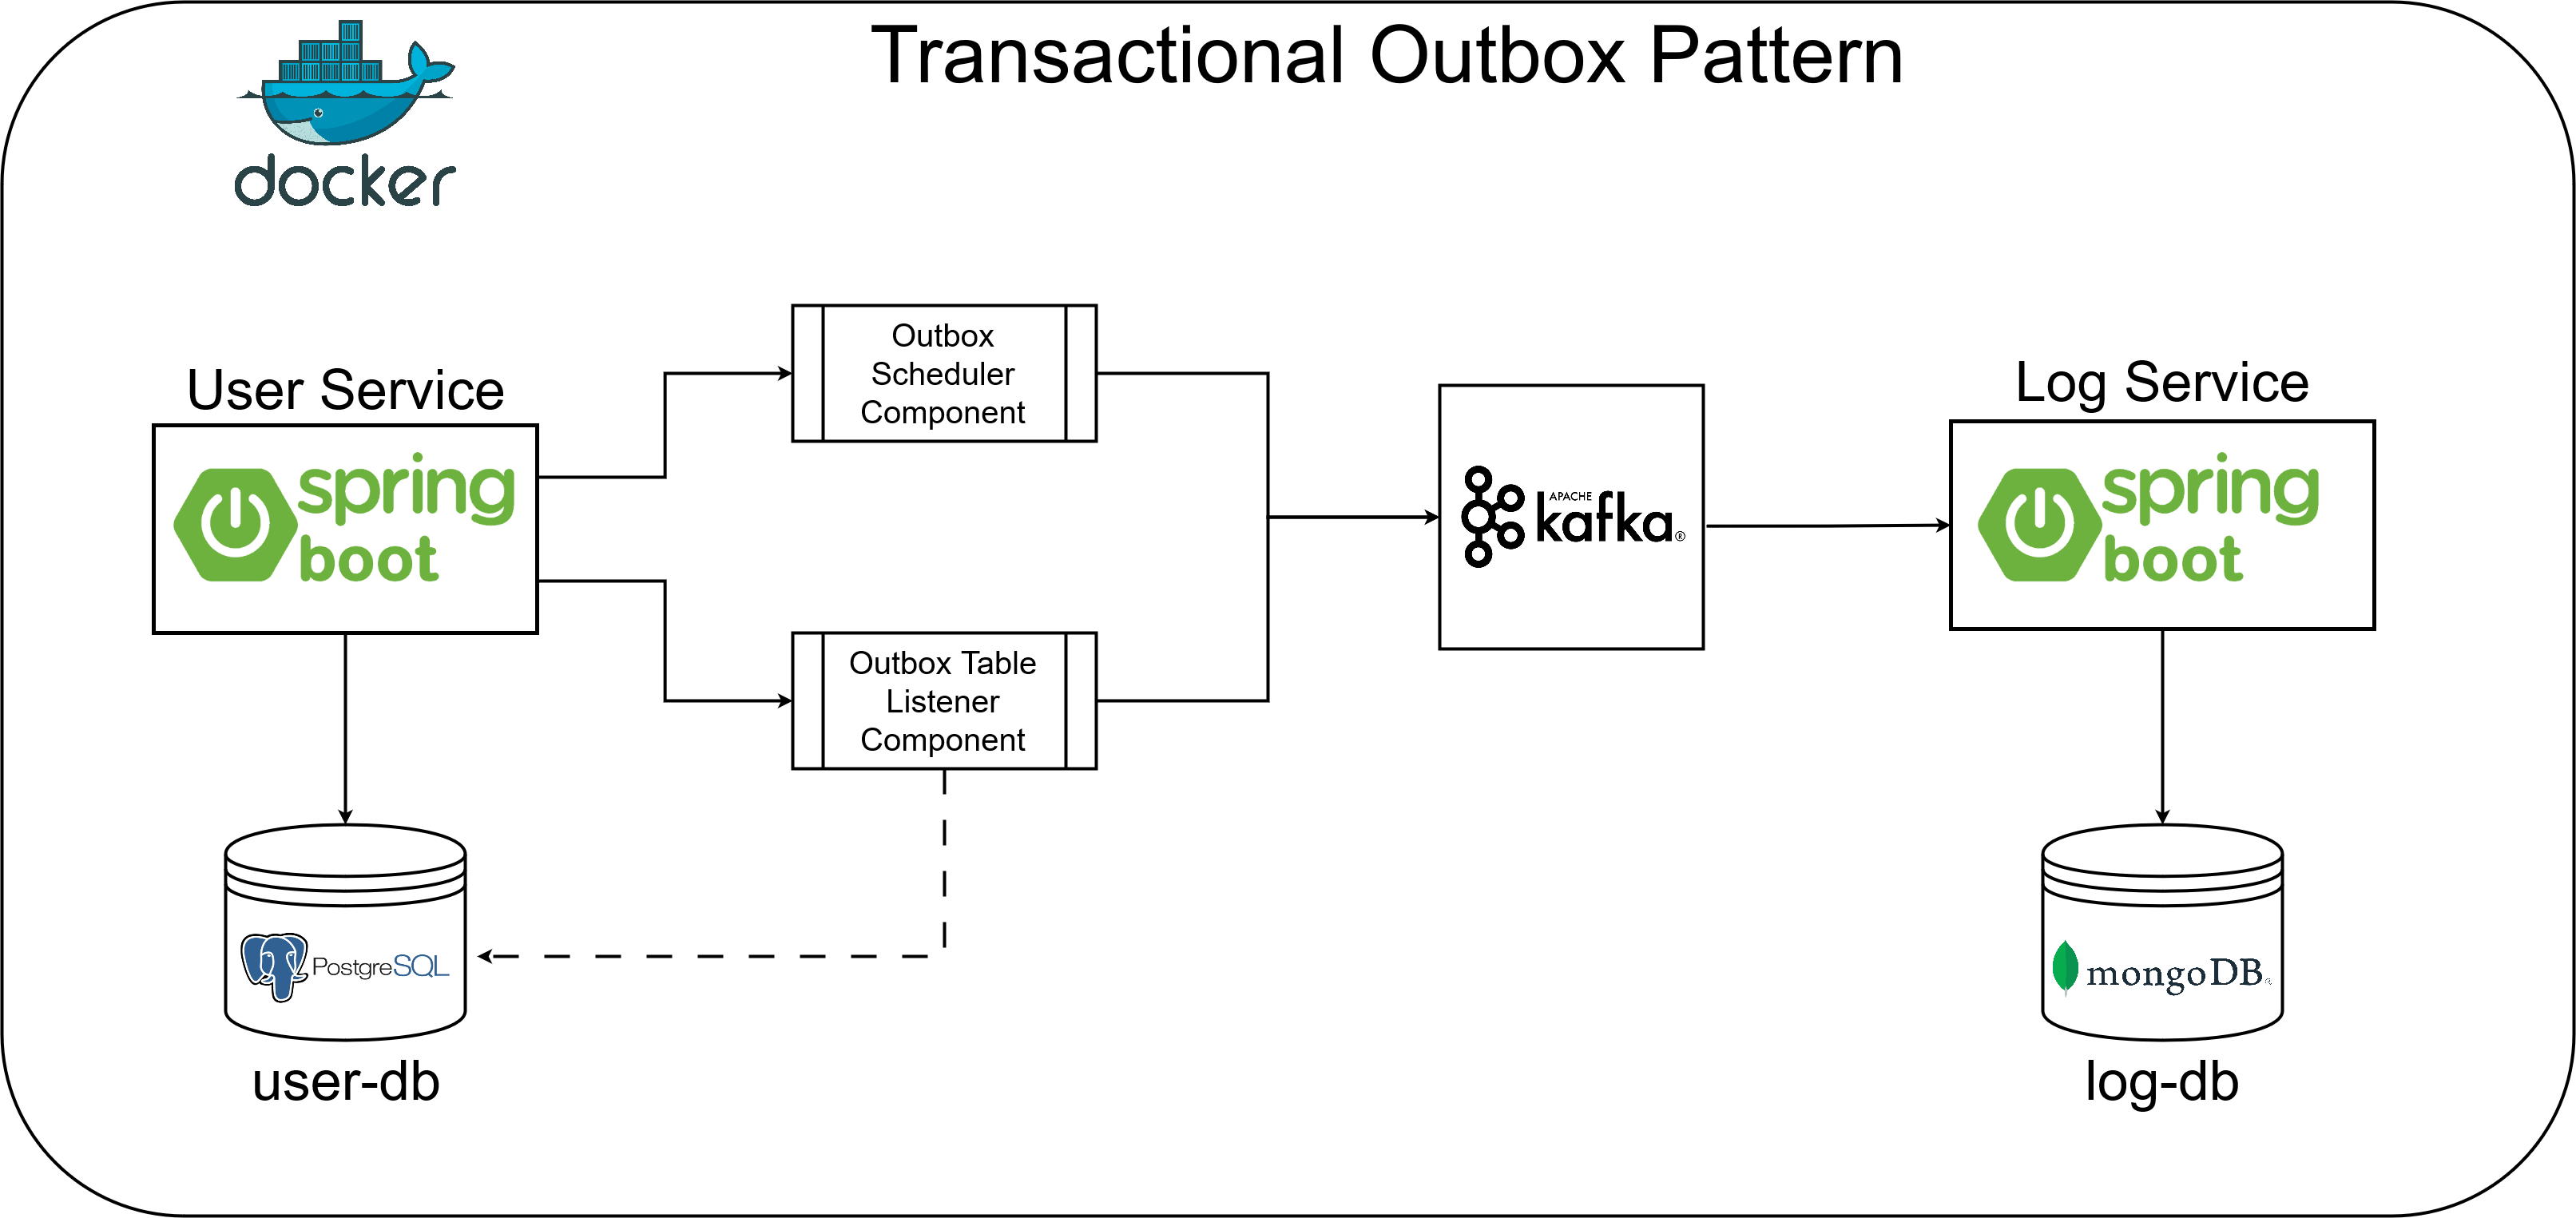 Transactional Outbox Pattern
docker
Outbox
Scheduler
Component
User Service
spring
boot
Outbox Table
Listener
Component
APACHE
kafka®
Log Service
spring
boot
PostgreSQL
user-db
mongoDB
log-db